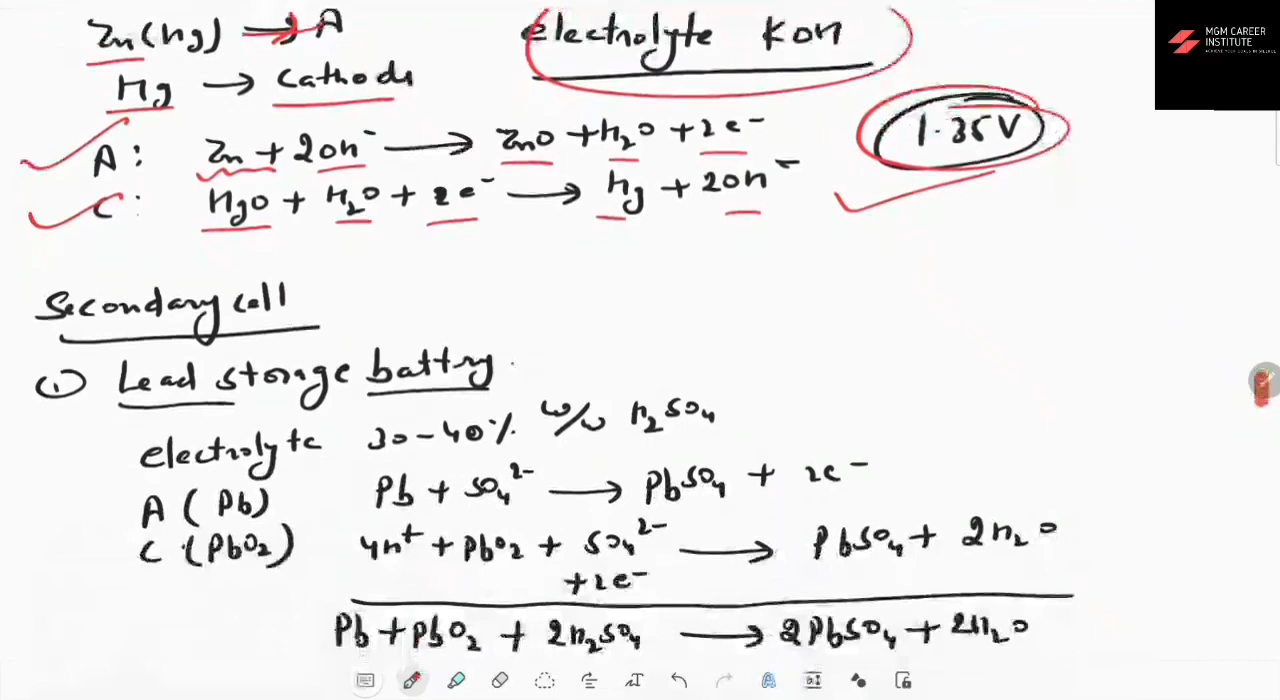 Zn(Hg) → A electrolyte KOH
Hg → Cathode
1.35V
A: Zn + 2OH⁻ → ZnO + H₂O + 2e⁻
C: HgO + H₂O + 2e⁻ → Hg + 2OH⁻
Secondary cell
① Lead storage battry
electrolyte 30-40% w/w H₂SO₄
A (Pb) Pb + SO₄²⁻ → PbSO₄ + 2e⁻
C (PbO₂) 4H⁺ + PbO₂ + SO₄²⁻ → PbSO₄ + 2H₂O
+2e⁻
Pb + PbO₂ + 2H₂SO₄ → 2PbSO₄ + 2H₂O
MGM CAREER
INSTITUTE